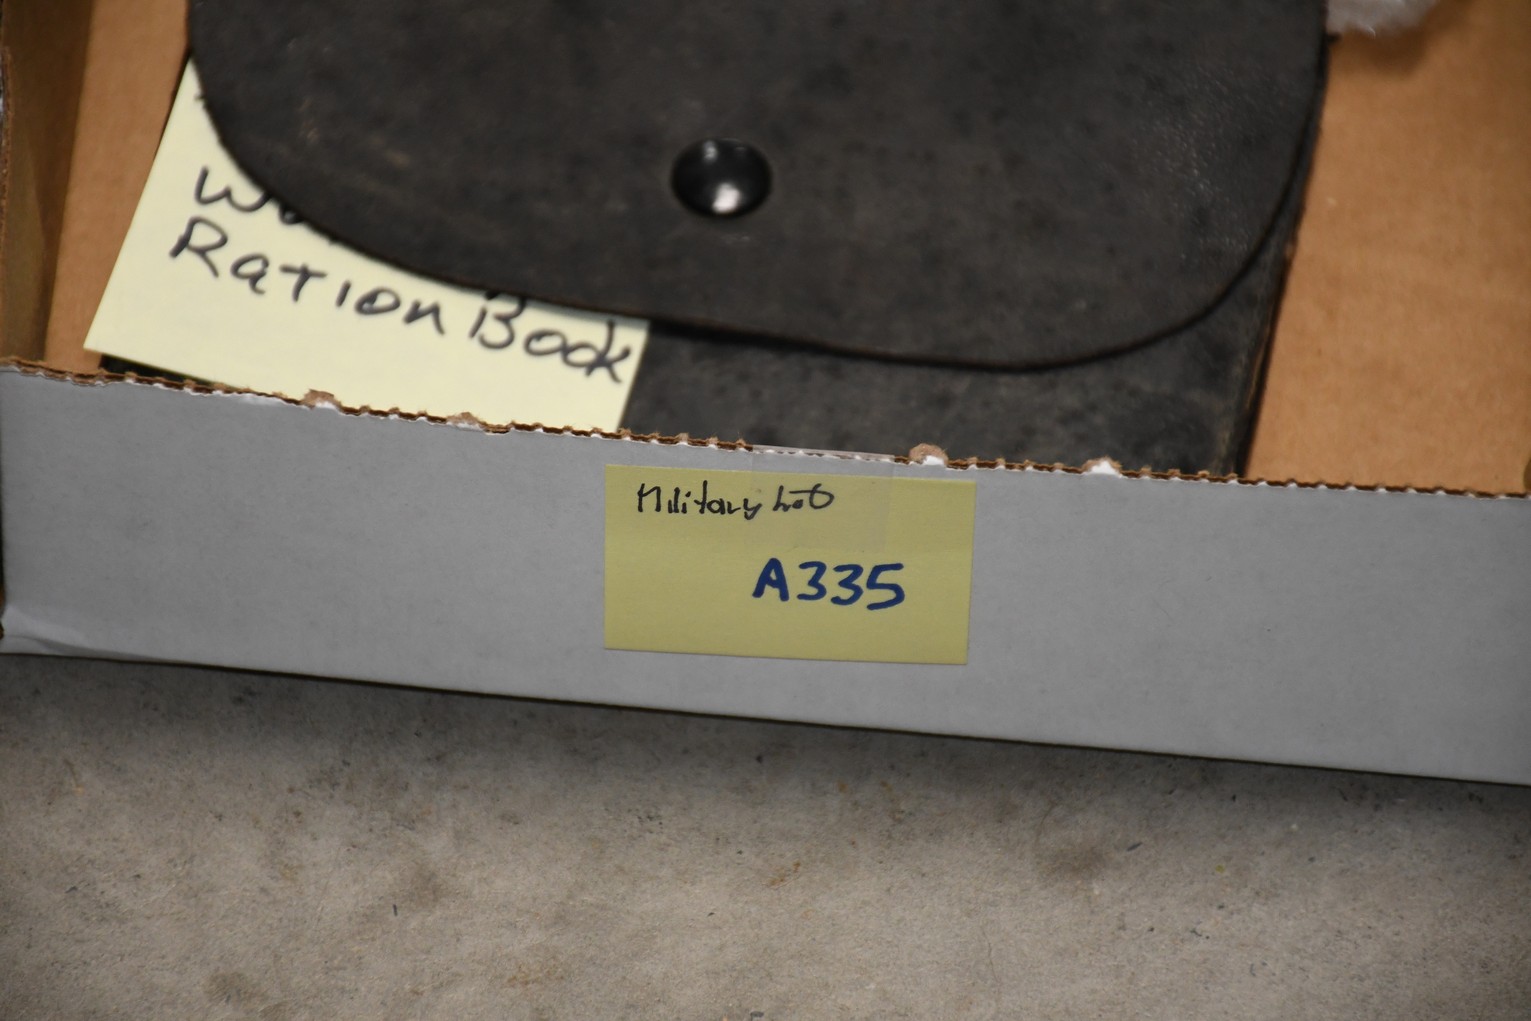 Ration Book
Military Lot
A335